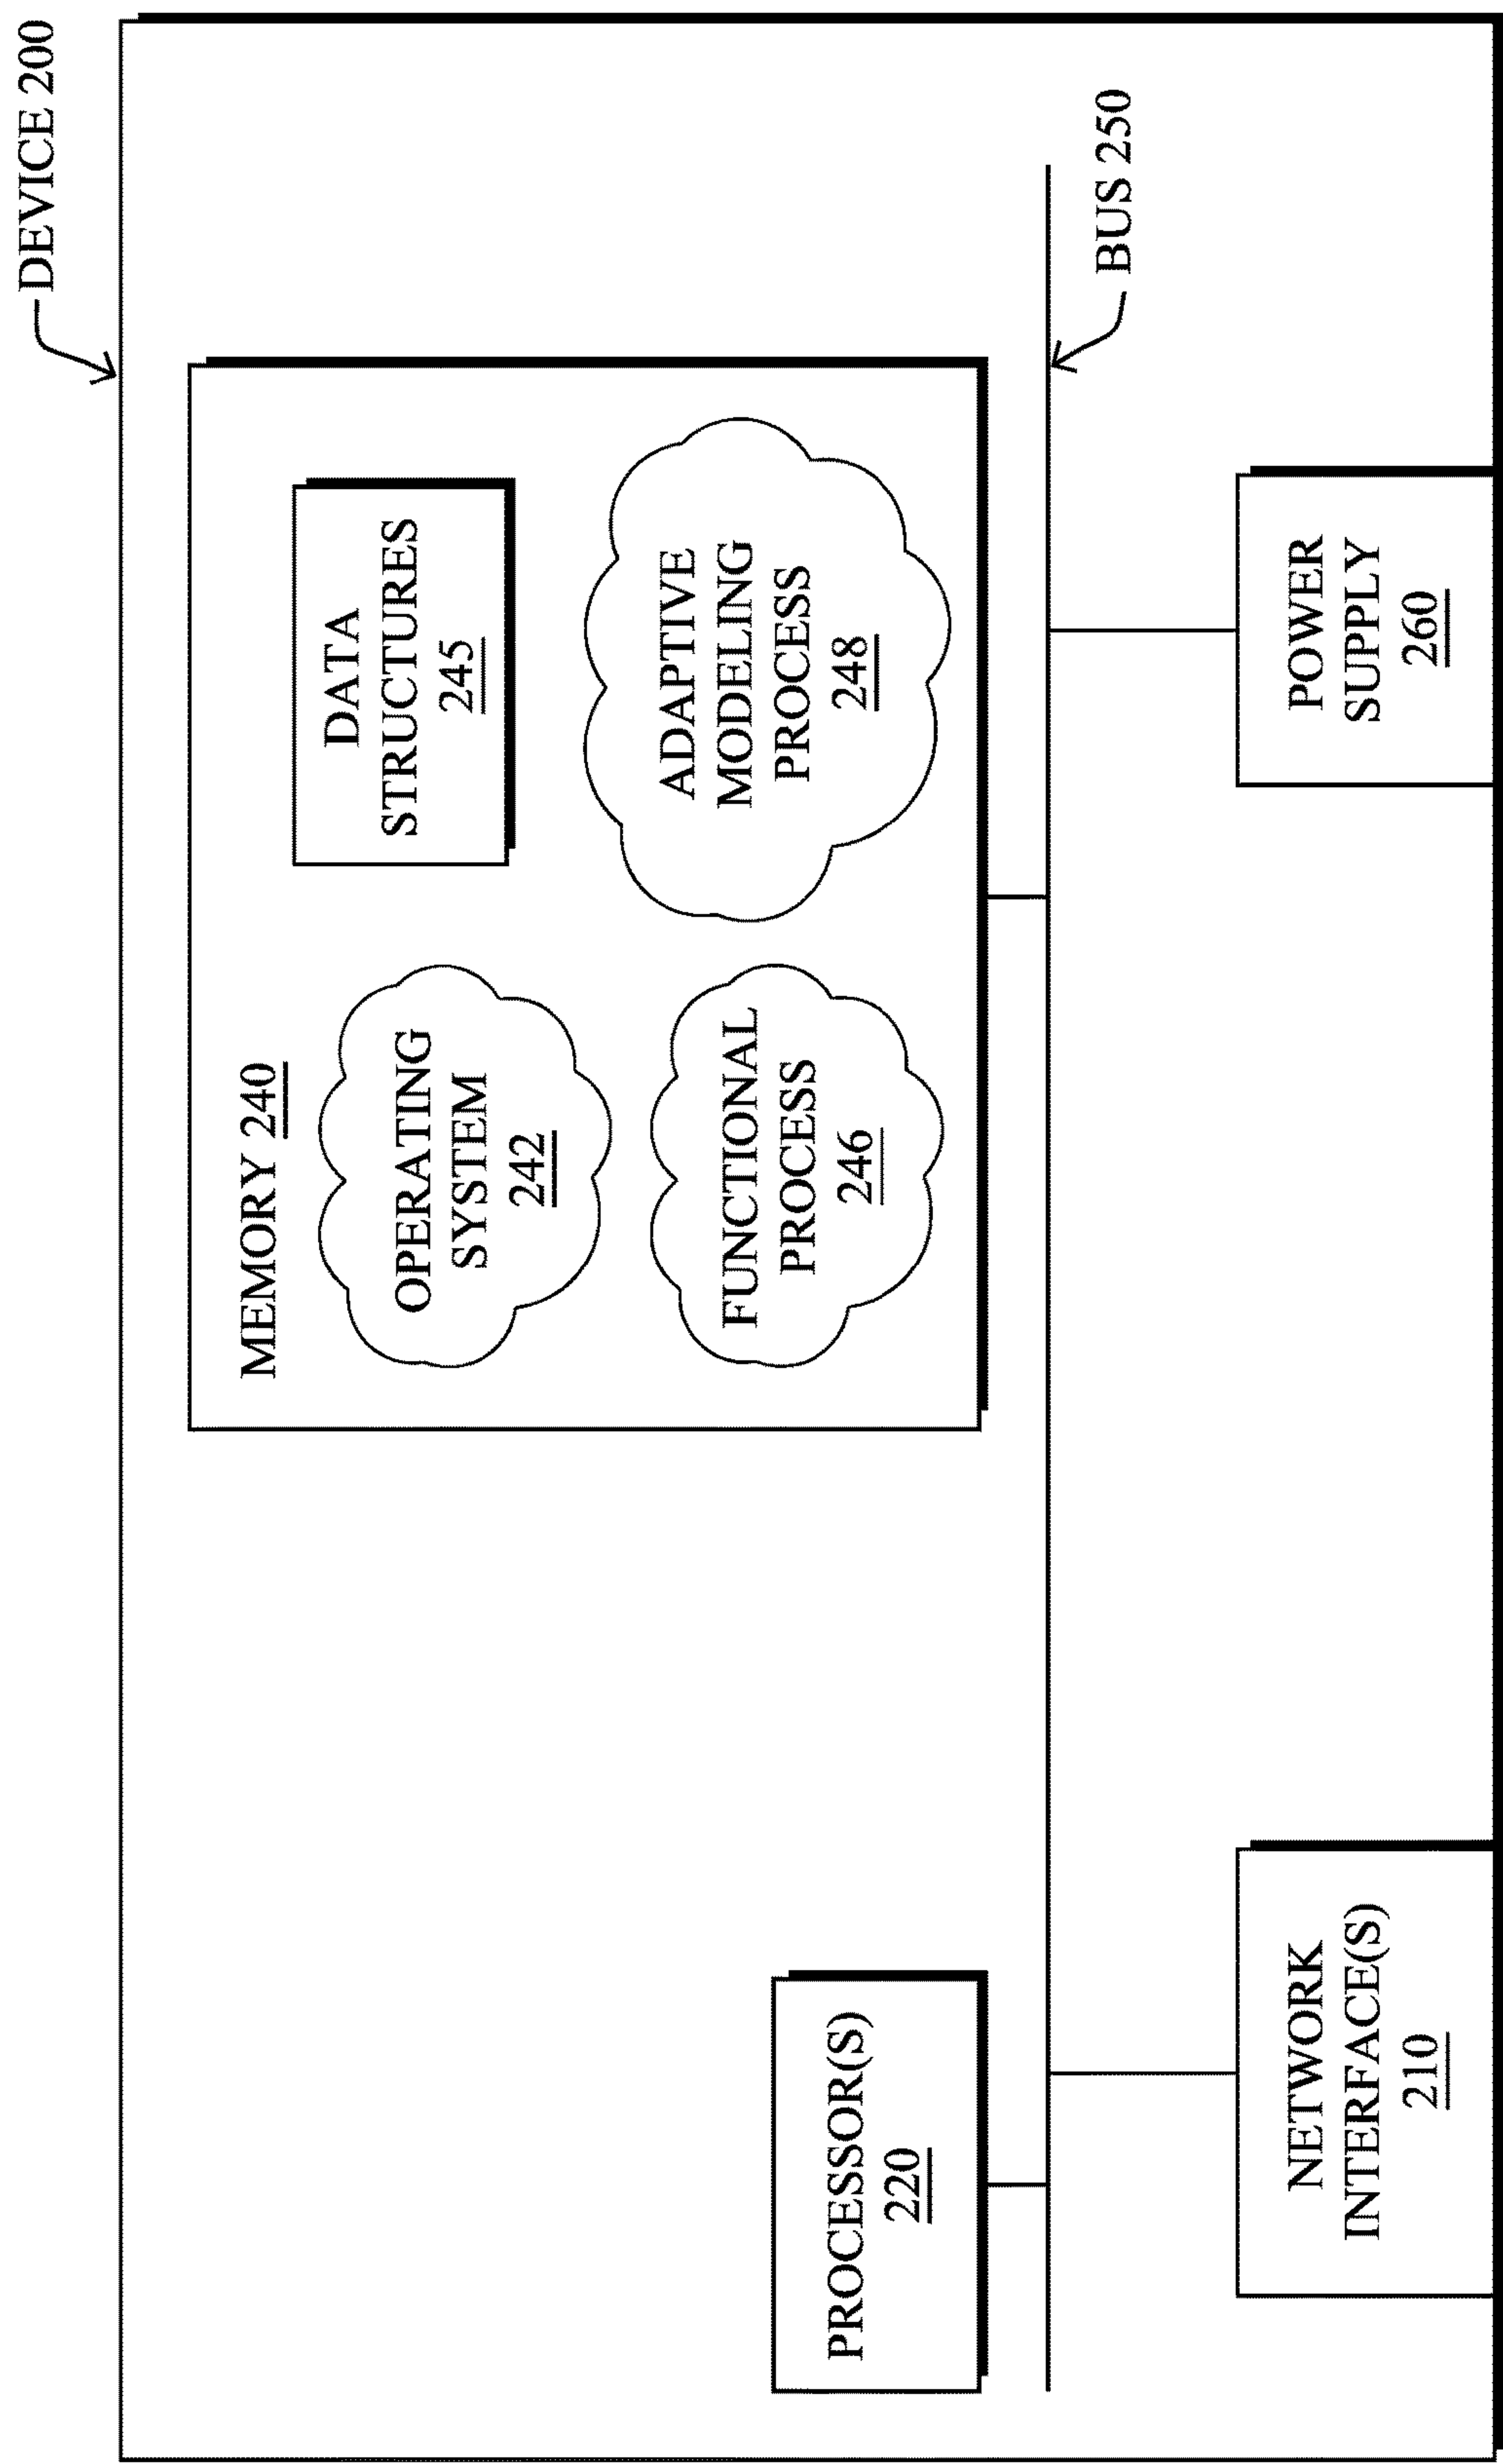 DEVICE 200
MEMORY 240
OPERATING
SYSTEM
242
DATA
STRUCTURES
245
FUNCTIONAL
PROCESS
246
ADAPTIVE
MODELING
PROCESS
248
PROCESSOR(S)
220
BUS 250
NETWORK
INTERFACE(S)
210
POWER
SUPPLY
260